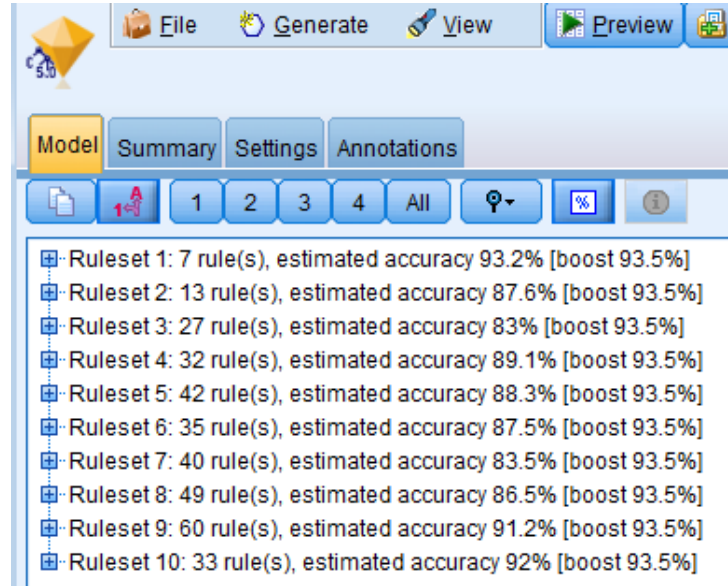 C 5.0
File Generate View Preview
Model Summary Settings Annotations
A 1 1 2 3 4 All %
Ruleset 1: 7 rule(s), estimated accuracy 93.2% [boost 93.5%]
Ruleset 2: 13 rule(s), estimated accuracy 87.6% [boost 93.5%]
Ruleset 3: 27 rule(s), estimated accuracy 83% [boost 93.5%]
Ruleset 4: 32 rule(s), estimated accuracy 89.1% [boost 93.5%]
Ruleset 5: 42 rule(s), estimated accuracy 88.3% [boost 93.5%]
Ruleset 6: 35 rule(s), estimated accuracy 87.5% [boost 93.5%]
Ruleset 7: 40 rule(s), estimated accuracy 83.5% [boost 93.5%]
Ruleset 8: 49 rule(s), estimated accuracy 86.5% [boost 93.5%]
Ruleset 9: 60 rule(s), estimated accuracy 91.2% [boost 93.5%]
Ruleset 10: 33 rule(s), estimated accuracy 92% [boost 93.5%]